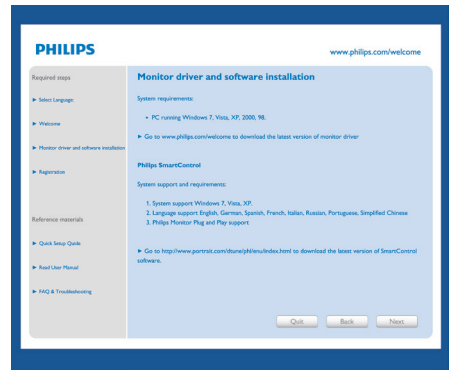 PHILIPS
www.philips.com/welcome
Required steps
Select Language
Welcome
Monitor driver and software installation
Registration
Reference materials
Quick Setup Guide
Read User Manual
FAQ & Troubleshooting
Monitor driver and software installation
System requirements:
• PC running Windows 7, Vista, XP, 2000, 98.
Go to www.philips.com/welcome to download the latest version of monitor driver
Philips SmartControl
System support and requirements:
1. System support Windows 7, Vista, XP.
2. Language support English, German, Spanish, French, Italian, Russian, Portuguese, Simplified Chinese
3. Philips Monitor Plug and Play support
Go to http://www.portrait.com/dtune/phl/enu/index.html to download the latest version of SmartControl
software.
Quit
Back
Next